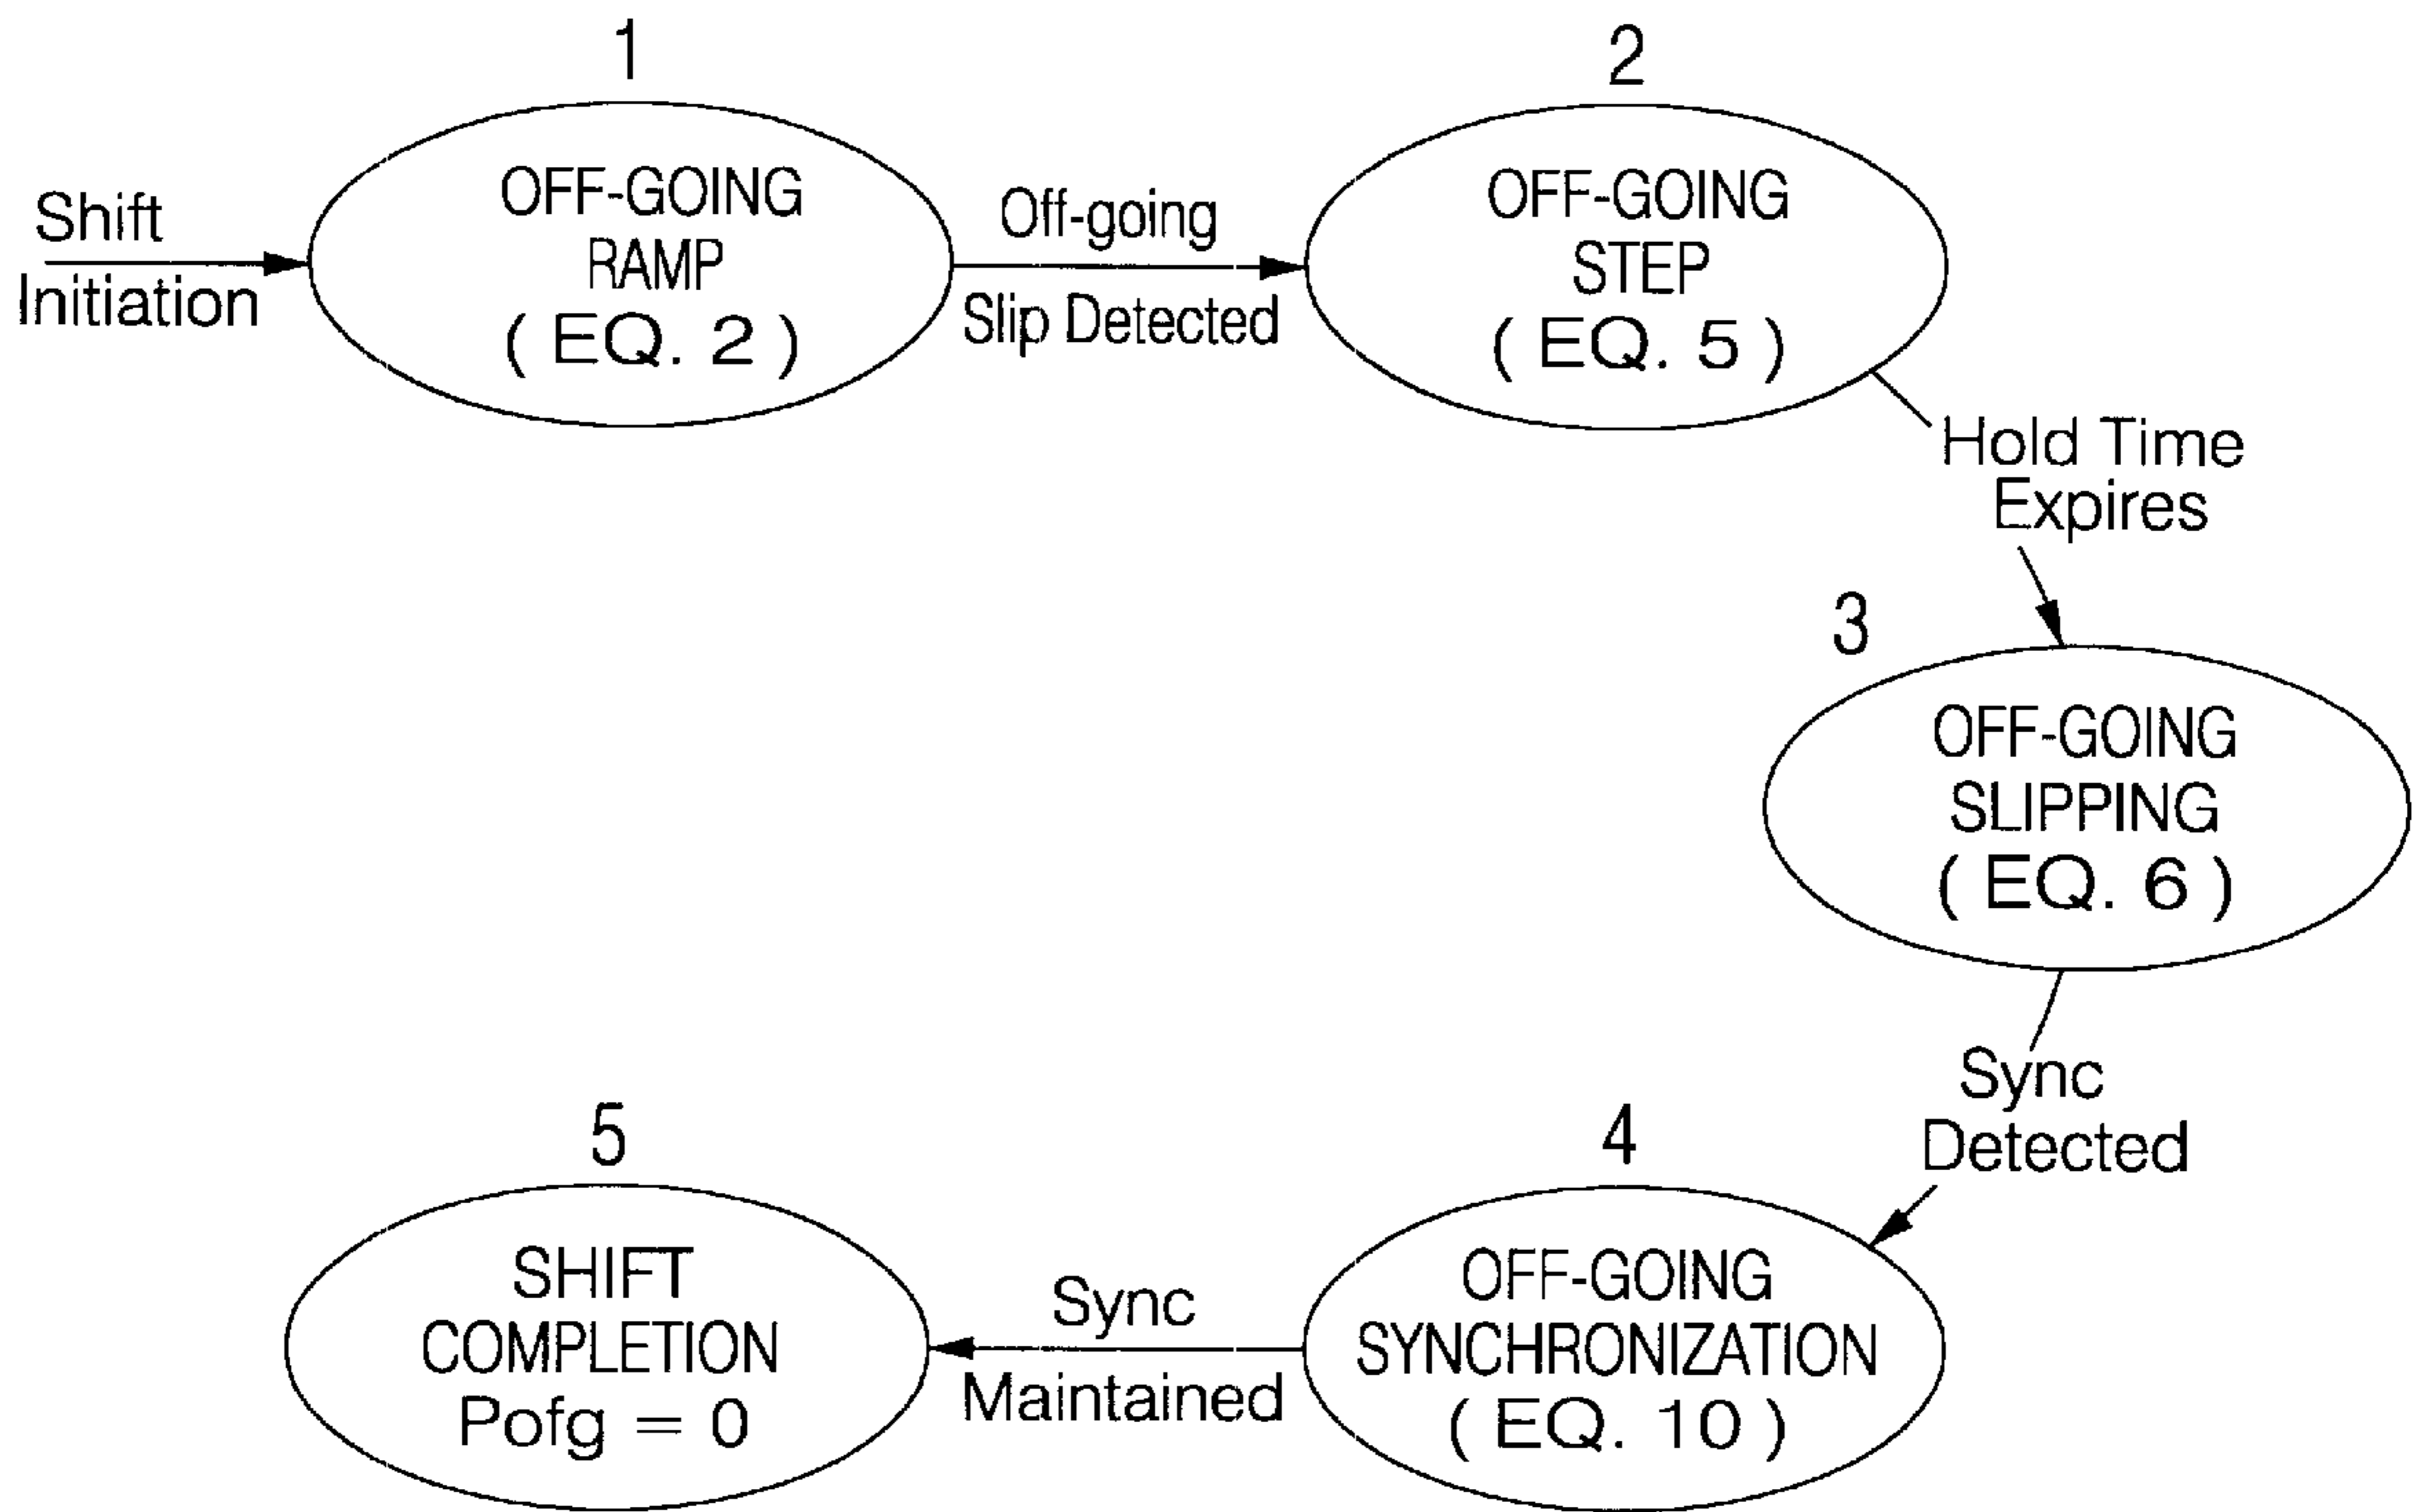 1
OFF-GOING
RAMP
( EQ. 2 )
Shift
Initiation
Off-going
Slip Detected
2
OFF-GOING
STEP
( EQ. 5 )
Hold Time
Expires
3
OFF-GOING
SLIPPING
( EQ. 6 )
Sync
Detected
4
OFF-GOING
SYNCHRONIZATION
( EQ. 10 )
Sync
Maintained
5
SHIFT
COMPLETION
Pofg = 0